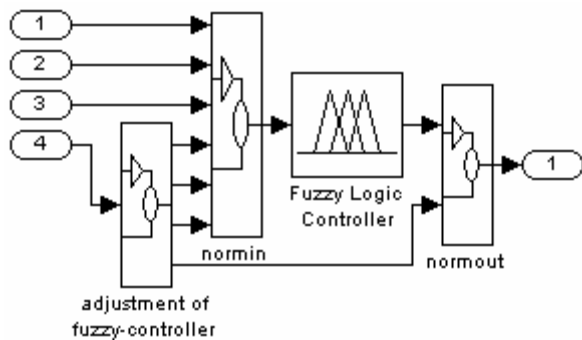 1
2
3
4
Fuzzy Logic
Controller
1
normin
normout
adjustment of
fuzzy-controller